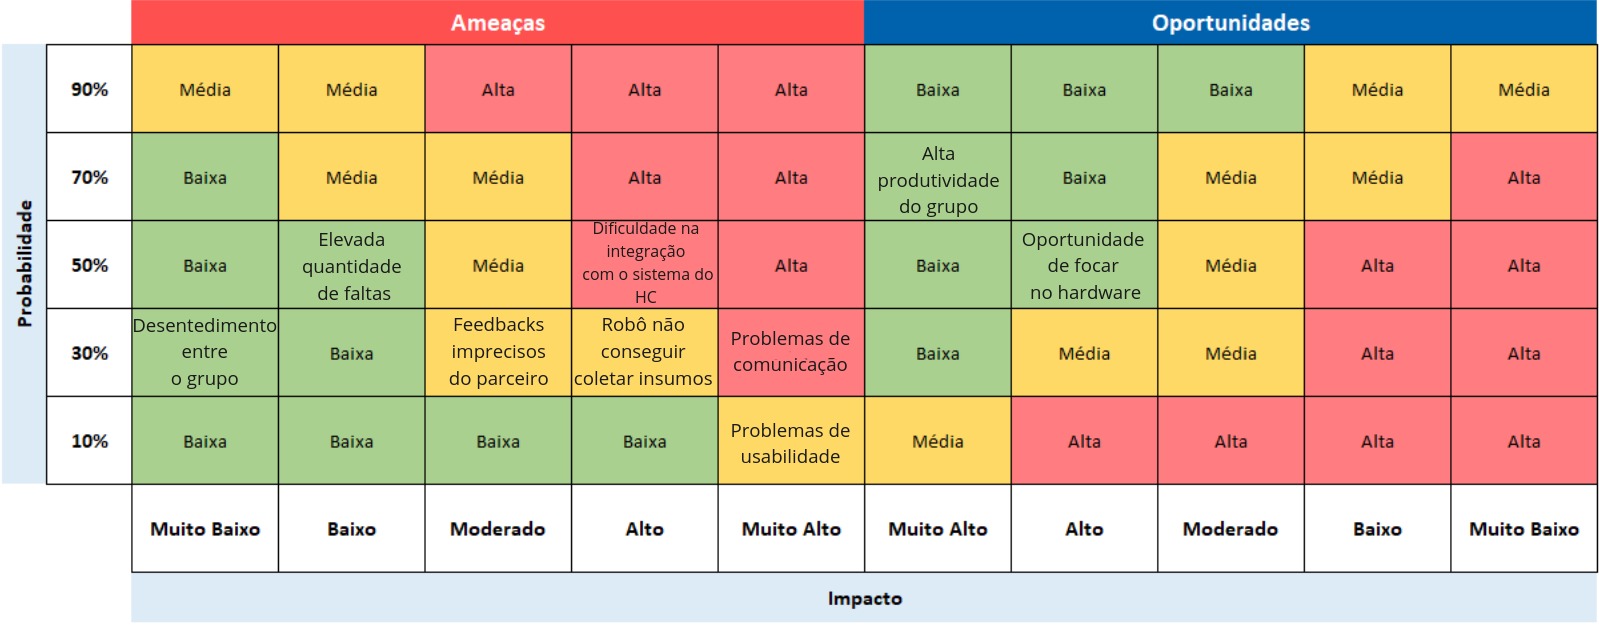 Ameaças Oportunidades
Probabilidade
90% Média Média Alta Alta Alta Baixa Baixa Baixa Média Média
70% Baixa Média Média Alta Alta Alta
produtividade
do grupo Baixa Média Média Alta
50% Baixa Elevada
quantidade
de faltas Média Dificuldade na
integração
com o sistema do
HC Alta Baixa Oportunidade
de focar
no hardware Média Alta Alta
30% Desentedimento
entre
o grupo Baixa Feedbacks
imprecisos
do parceiro Robô não
conseguir
coletar insumos Problemas de
comunicação Baixa Média Média Alta Alta
10% Baixa Baixa Baixa Baixa Problemas de
usabilidade Média Alta Alta Alta Alta
Muito Baixo Baixo Moderado Alto Muito Alto Muito Alto Alto Moderado Baixo Muito Baixo
Impacto